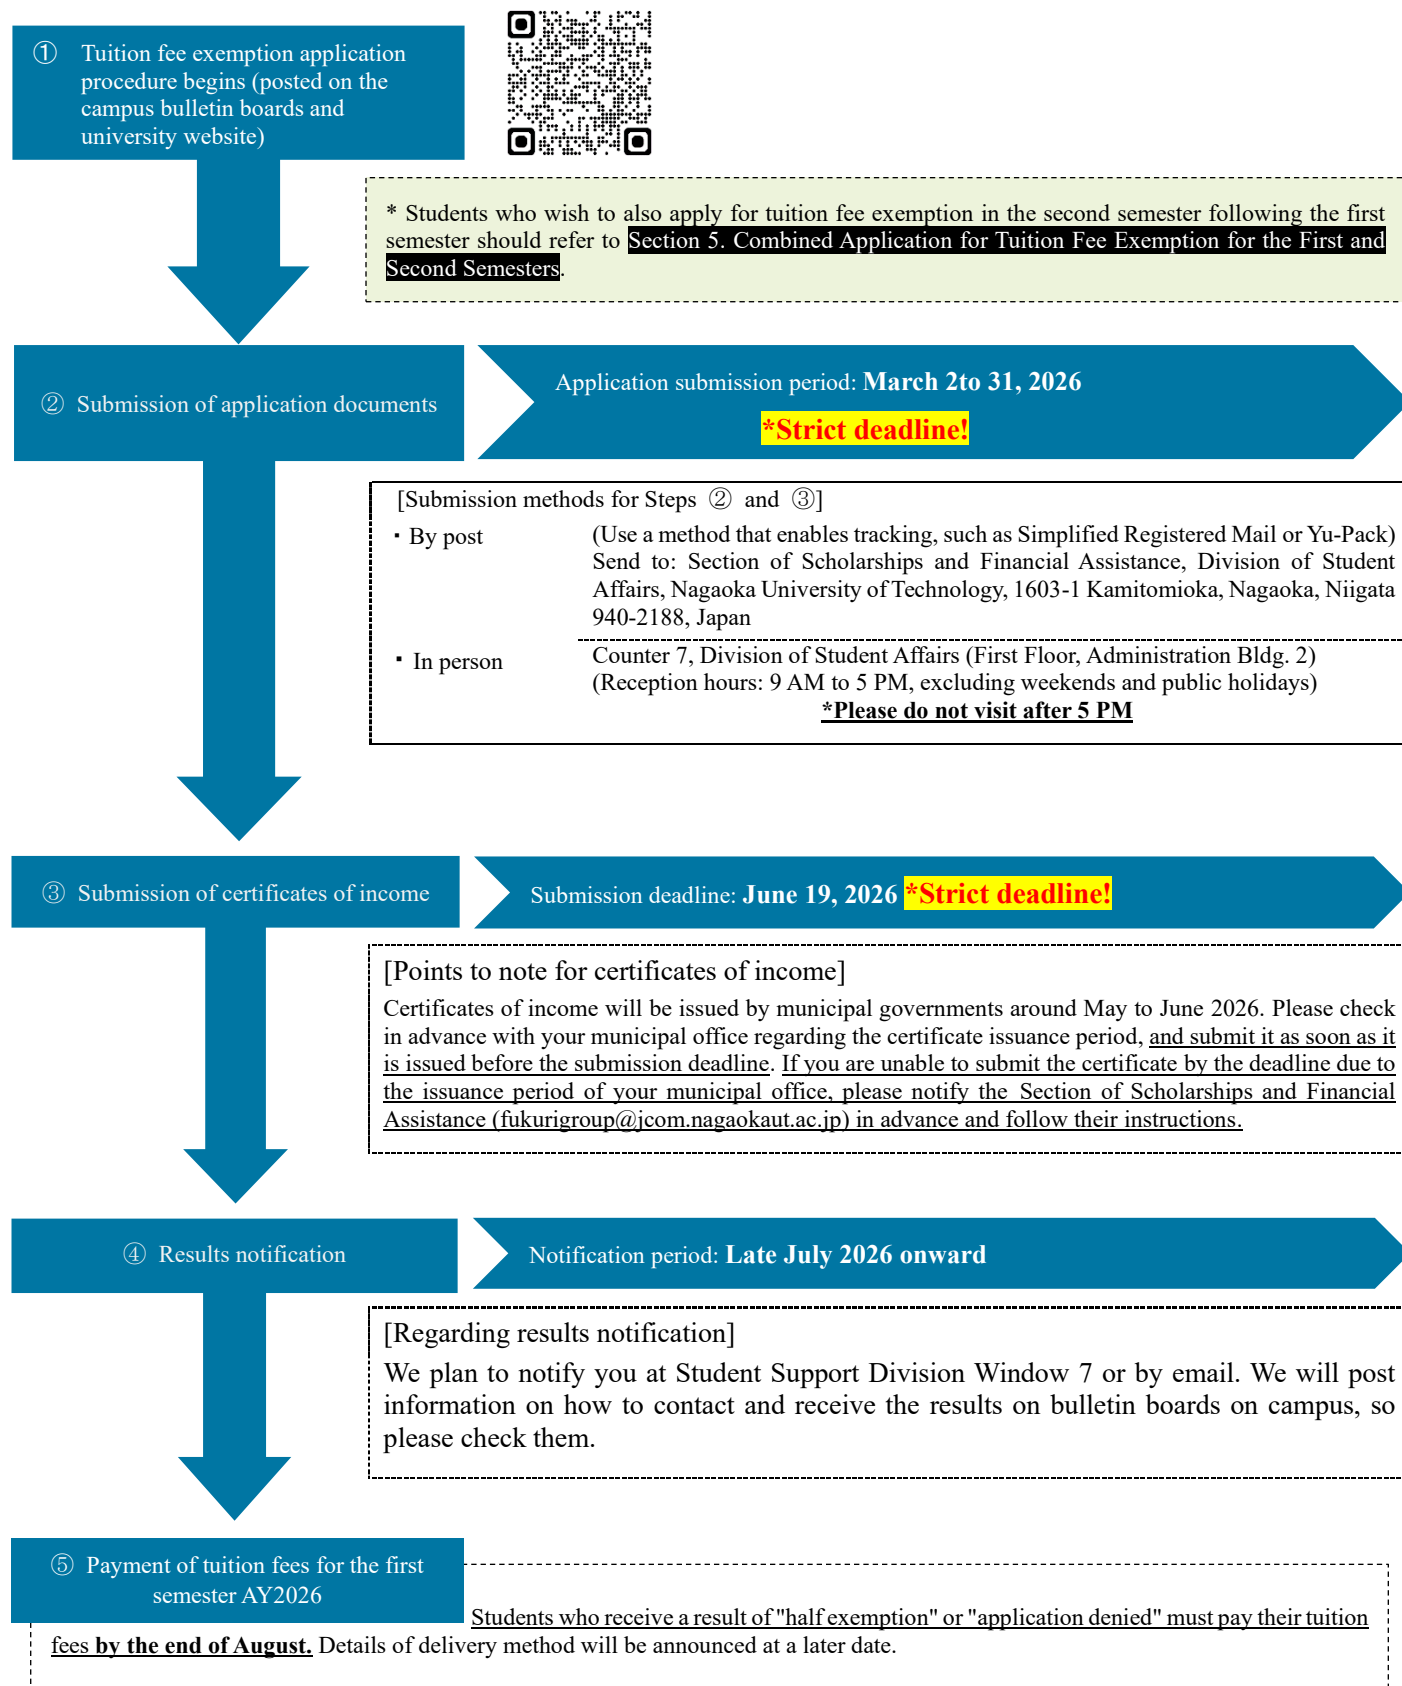 ① Tuition fee exemption application
procedure begins (posted on the
campus bulletin boards and
university website)
* Students who wish to also apply for tuition fee exemption in the second semester following the first
semester should refer to Section 5. Combined Application for Tuition Fee Exemption for the First and
Second Semesters.
② Submission of application documents
Application submission period: March 2to 31, 2026
*Strict deadline!
[Submission methods for Steps ② and ③]
・By post
(Use a method that enables tracking, such as Simplified Registered Mail or Yu-Pack)
Send to: Section of Scholarships and Financial Assistance, Division of Student
Affairs, Nagaoka University of Technology, 1603-1 Kamitomioka, Nagaoka, Niigata
940-2188, Japan
・In person
Counter 7, Division of Student Affairs (First Floor, Administration Bldg. 2)
(Reception hours: 9 AM to 5 PM, excluding weekends and public holidays)
*Please do not visit after 5 PM
③ Submission of certificates of income
Submission deadline: June 19, 2026 *Strict deadline!
[Points to note for certificates of income]
Certificates of income will be issued by municipal governments around May to June 2026. Please check
in advance with your municipal office regarding the certificate issuance period, and submit it as soon as it
is issued before the submission deadline. If you are unable to submit the certificate by the deadline due to
the issuance period of your municipal office, please notify the Section of Scholarships and Financial
Assistance (fukurigroup@jcom.nagaokaut.ac.jp) in advance and follow their instructions.
④ Results notification
Notification period: Late July 2026 onward
[Regarding results notification]
We plan to notify you at Student Support Division Window 7 or by email. We will post
information on how to contact and receive the results on bulletin boards on campus, so
please check them.
⑤ Payment of tuition fees for the first
semester AY2026
Students who receive a result of "half exemption" or "application denied" must pay their tuition
fees by the end of August. Details of delivery method will be announced at a later date.